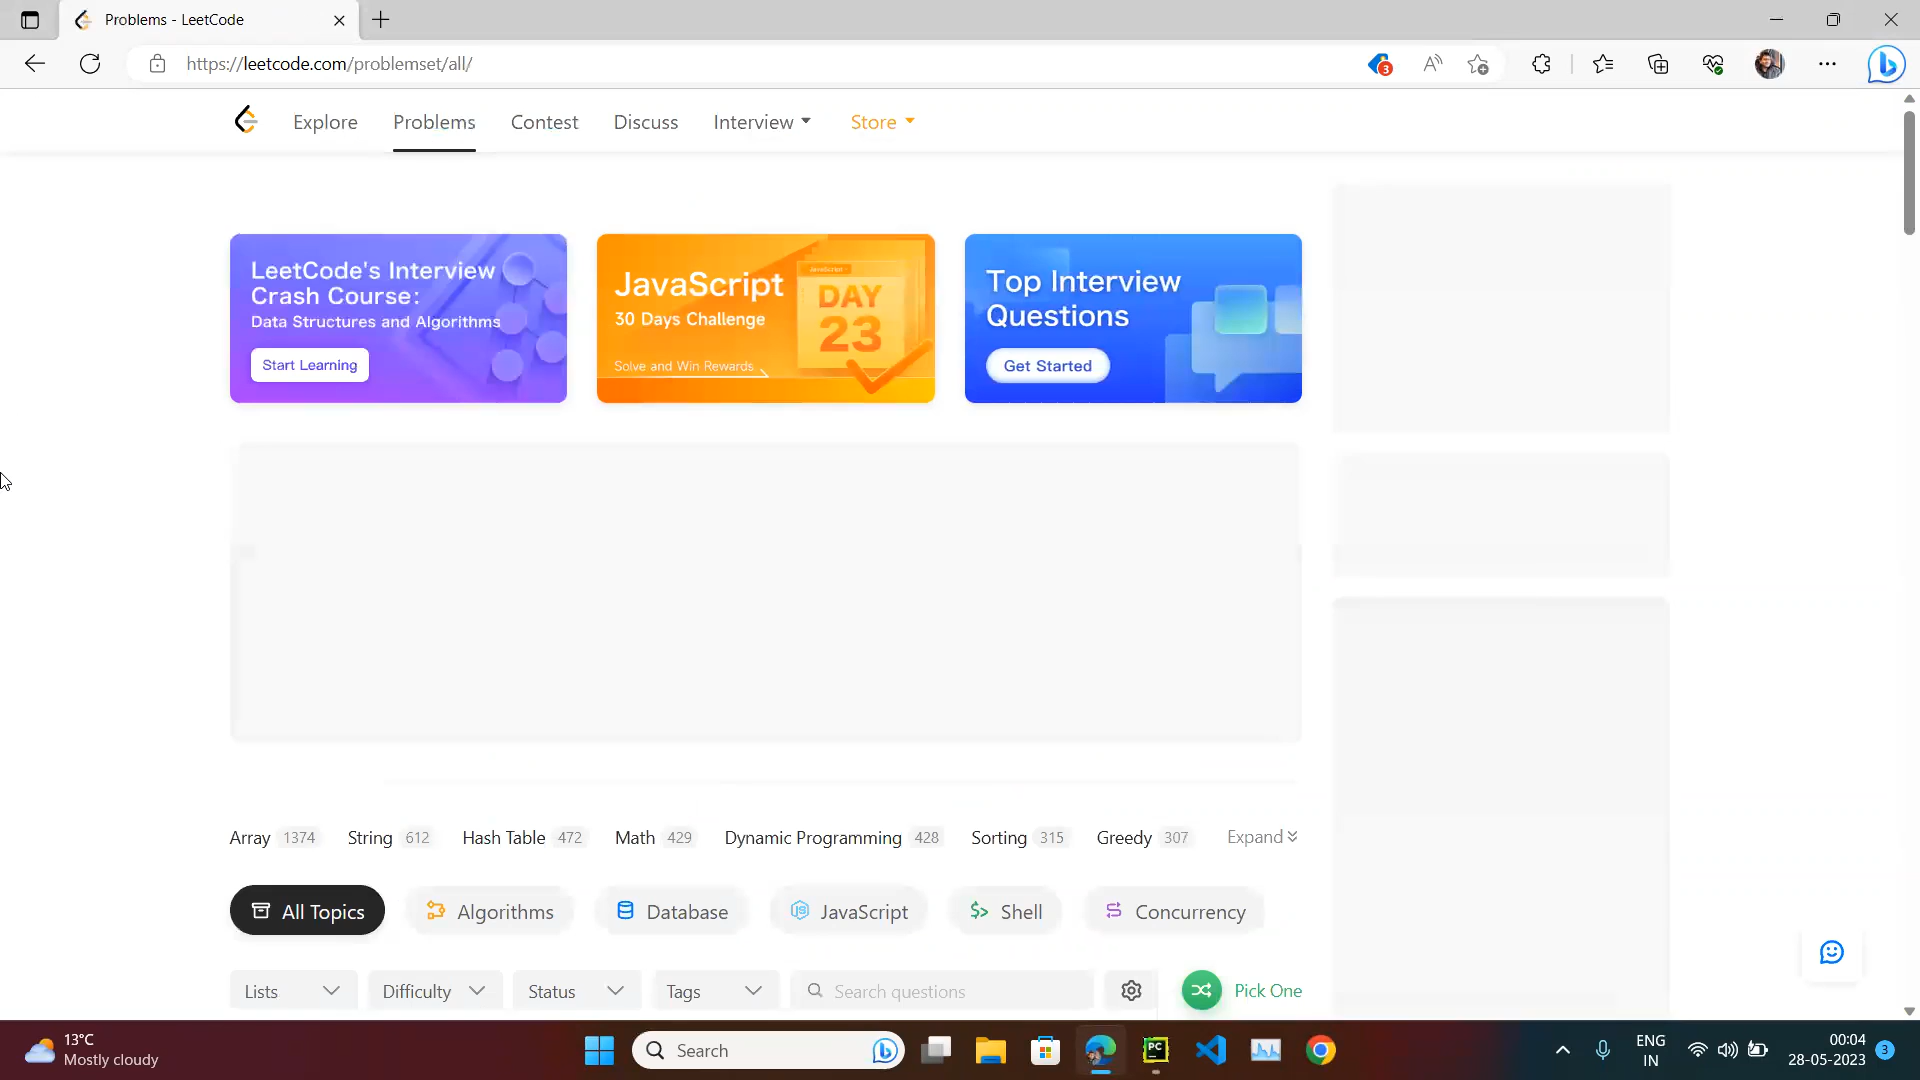 Problems - LeetCode
https://leetcode.com/problemset/all/
3
Explore
Problems
Contest
Discuss
Interview
Store
LeetCode's Interview
Crash Course:
Data Structures and Algorithms
Start Learning
JavaScript
30 Days Challenge
Solve and Win Rewards
JavaScript
DAY
23
Top Interview
Questions
Get Started
Array 1374 String 612 Hash Table 472 Math 429 Dynamic Programming 428 Sorting 315 Greedy 307 Expand
All Topics Algorithms Database JavaScript Shell Concurrency
Lists Difficulty Status Tags Search questions Pick One
13°C
Mostly cloudy
Search
PC
ENG
IN
00:04
28-05-2023
3